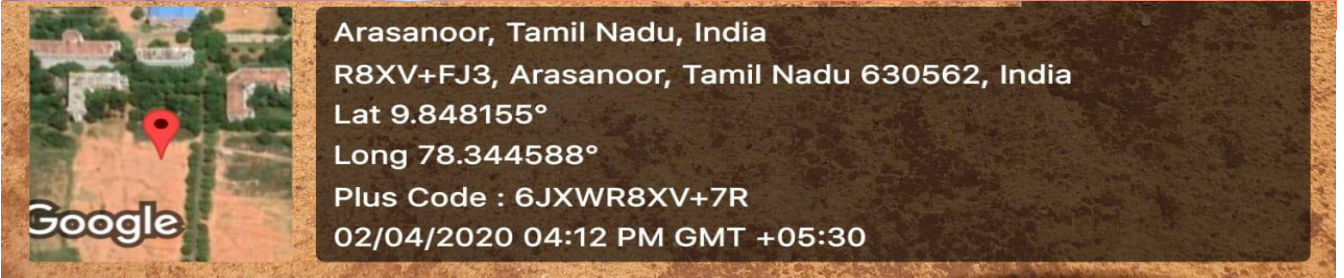 Arasanoor, Tamil Nadu, India
R8XV+FJ3, Arasanoor, Tamil Nadu 630562, India
Lat 9.848155°
Long 78.344588°
Plus Code : 6JXWR8XV+7R
02/04/2020 04:12 PM GMT +05:30
Google